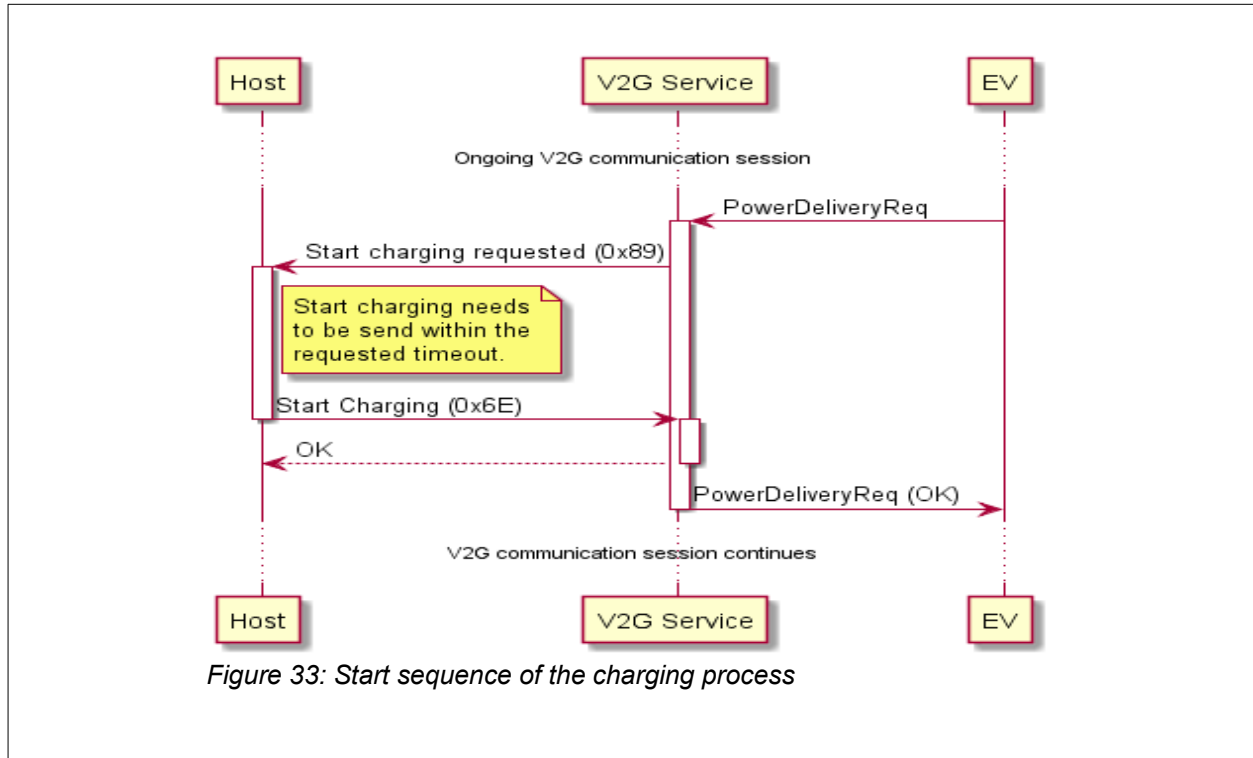 Host V2G Service EV
Ongoing V2G communication session
PowerDeliveryReq
Start charging requested (0x89)
Start charging needs
to be send within the
requested timeout.
Start Charging (0x6E)
OK
PowerDeliveryReq (OK)
V2G communication session continues
Host V2G Service EV
Figure 33: Start sequence of the charging process